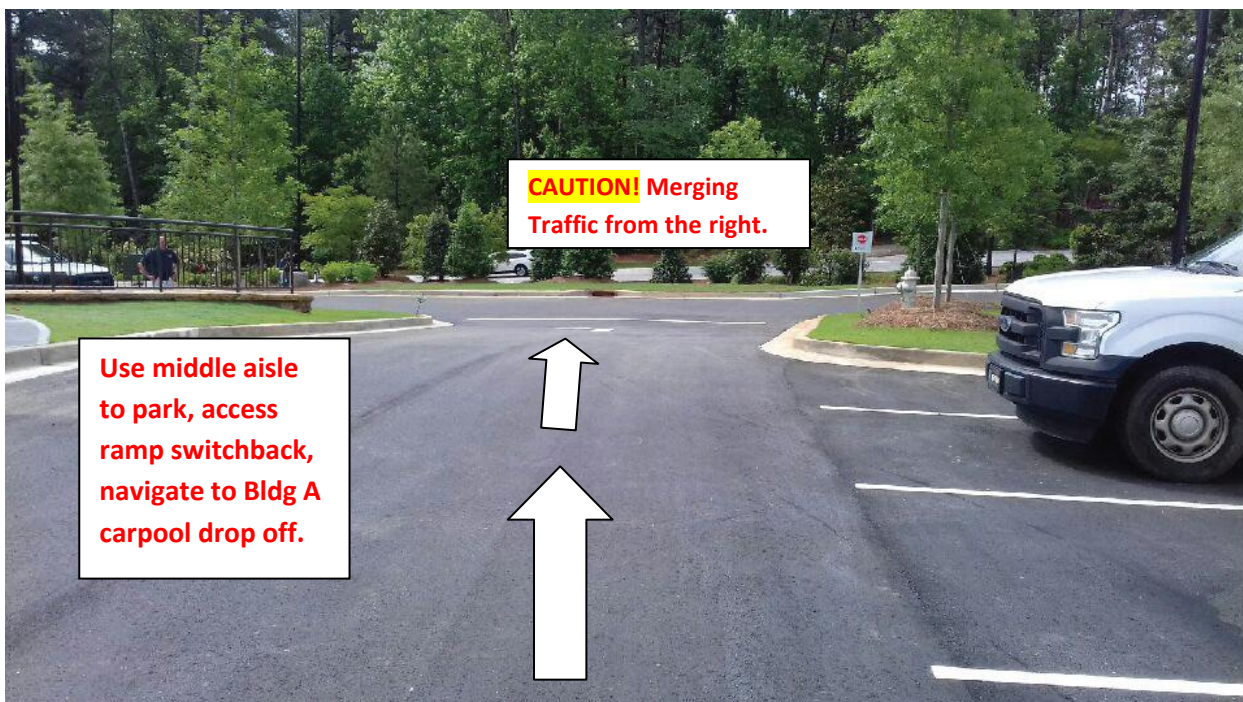 CAUTION! Merging
Traffic from the right.
Use middle aisle
to park, access
ramp switchback,
navigate to Bldg A
carpool drop off.